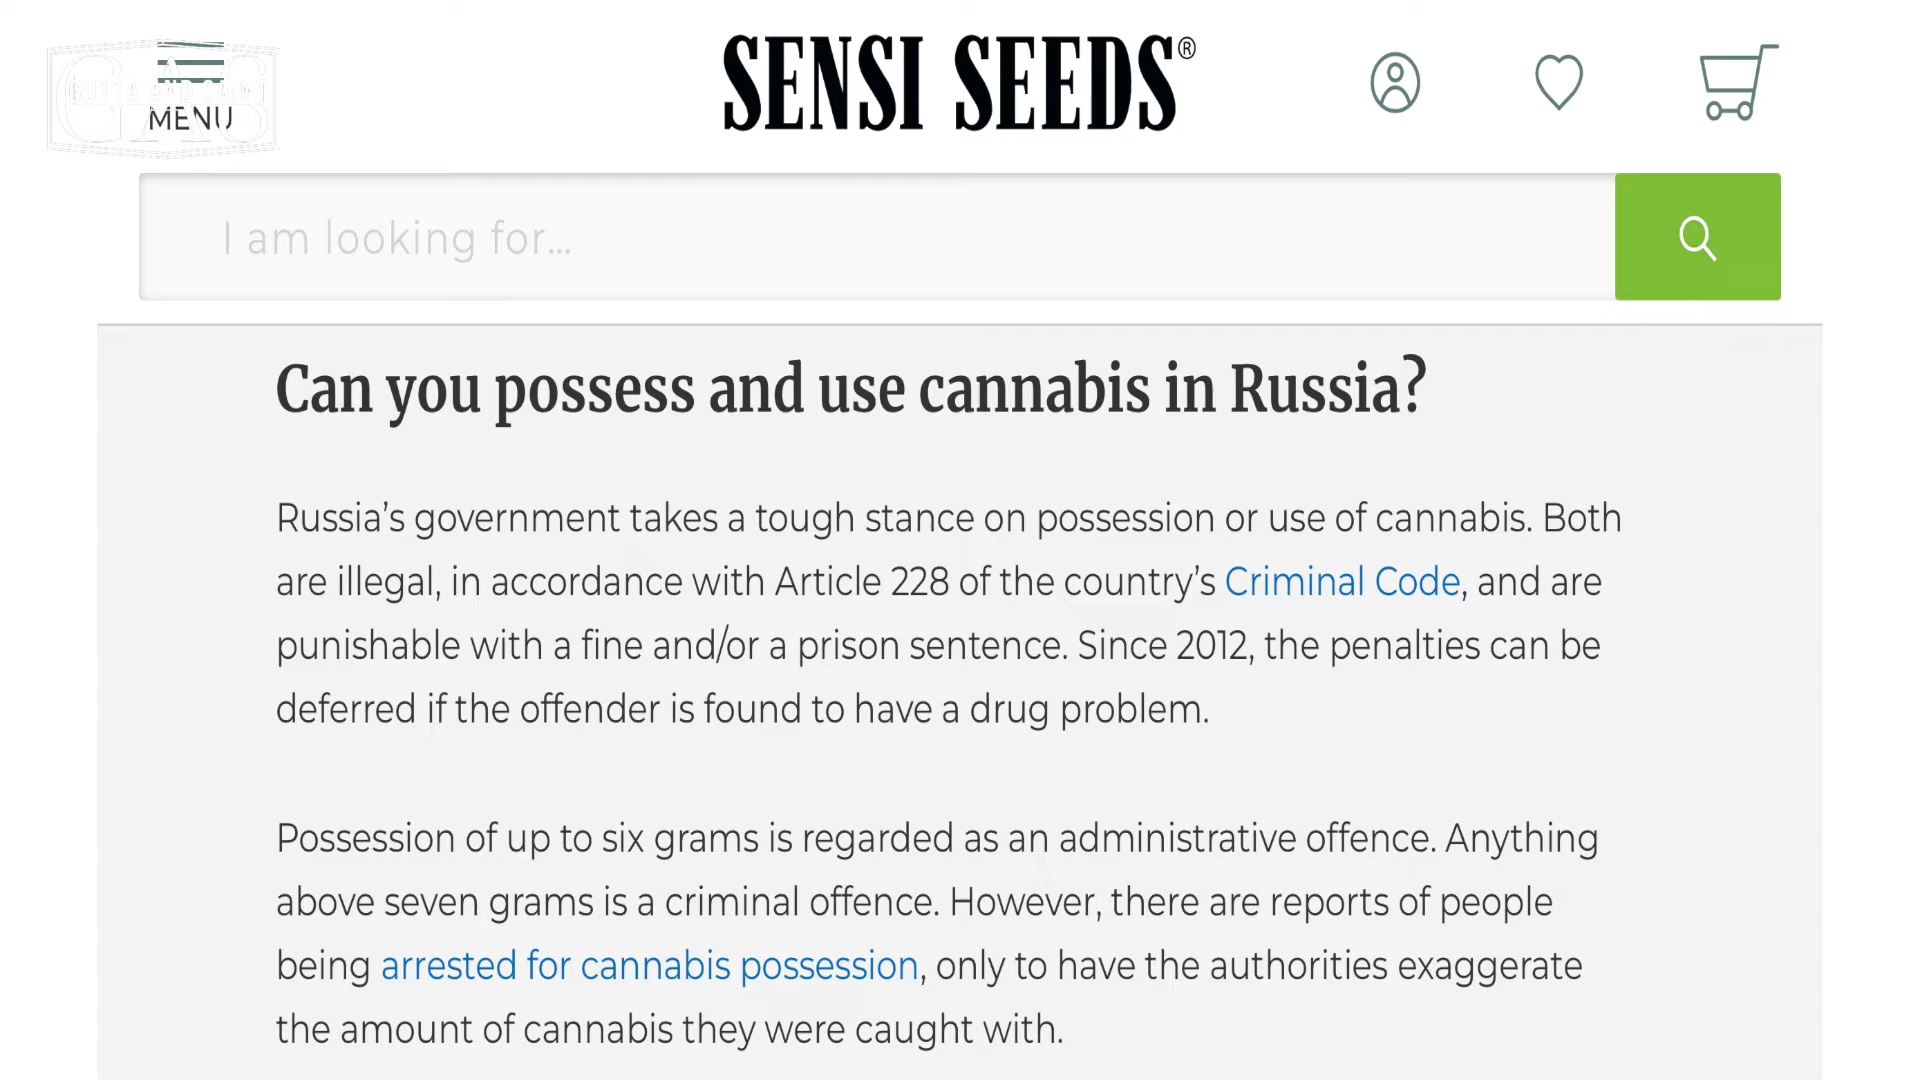 SENSI SEEDS®
MENU
I am looking for...
Can you possess and use cannabis in Russia?
Russia’s government takes a tough stance on possession or use of cannabis. Both
are illegal, in accordance with Article 228 of the country’s Criminal Code, and are
punishable with a fine and/or a prison sentence. Since 2012, the penalties can be
deferred if the offender is found to have a drug problem.
Possession of up to six grams is regarded as an administrative offence. Anything
above seven grams is a criminal offence. However, there are reports of people
being arrested for cannabis possession, only to have the authorities exaggerate
the amount of cannabis they were caught with.